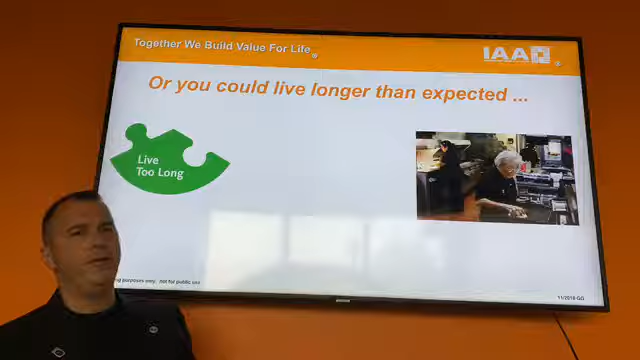 Together We Build Value For Life®
IAA ®
Or you could live longer than expected ...
Live
Too Long
purposes only, not for public use
11/2018 GG